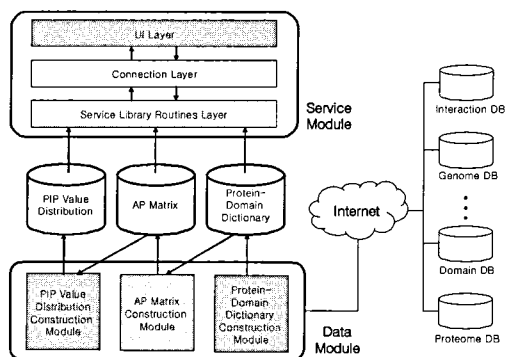 UI Layer
Connection Layer
Service Library Routines Layer
Service
Module
PIP Value
Distribution
AP Matrix
Protein-
Domain
Dictionary
PIP Value
Distribution
Construction
Module
AP Matrix
Construction
Module
Protein-
Domain
Dictionary
Construction
Module
Data
Module
Internet
Interaction DB
Genome DB
Domain DB
Proteome DB